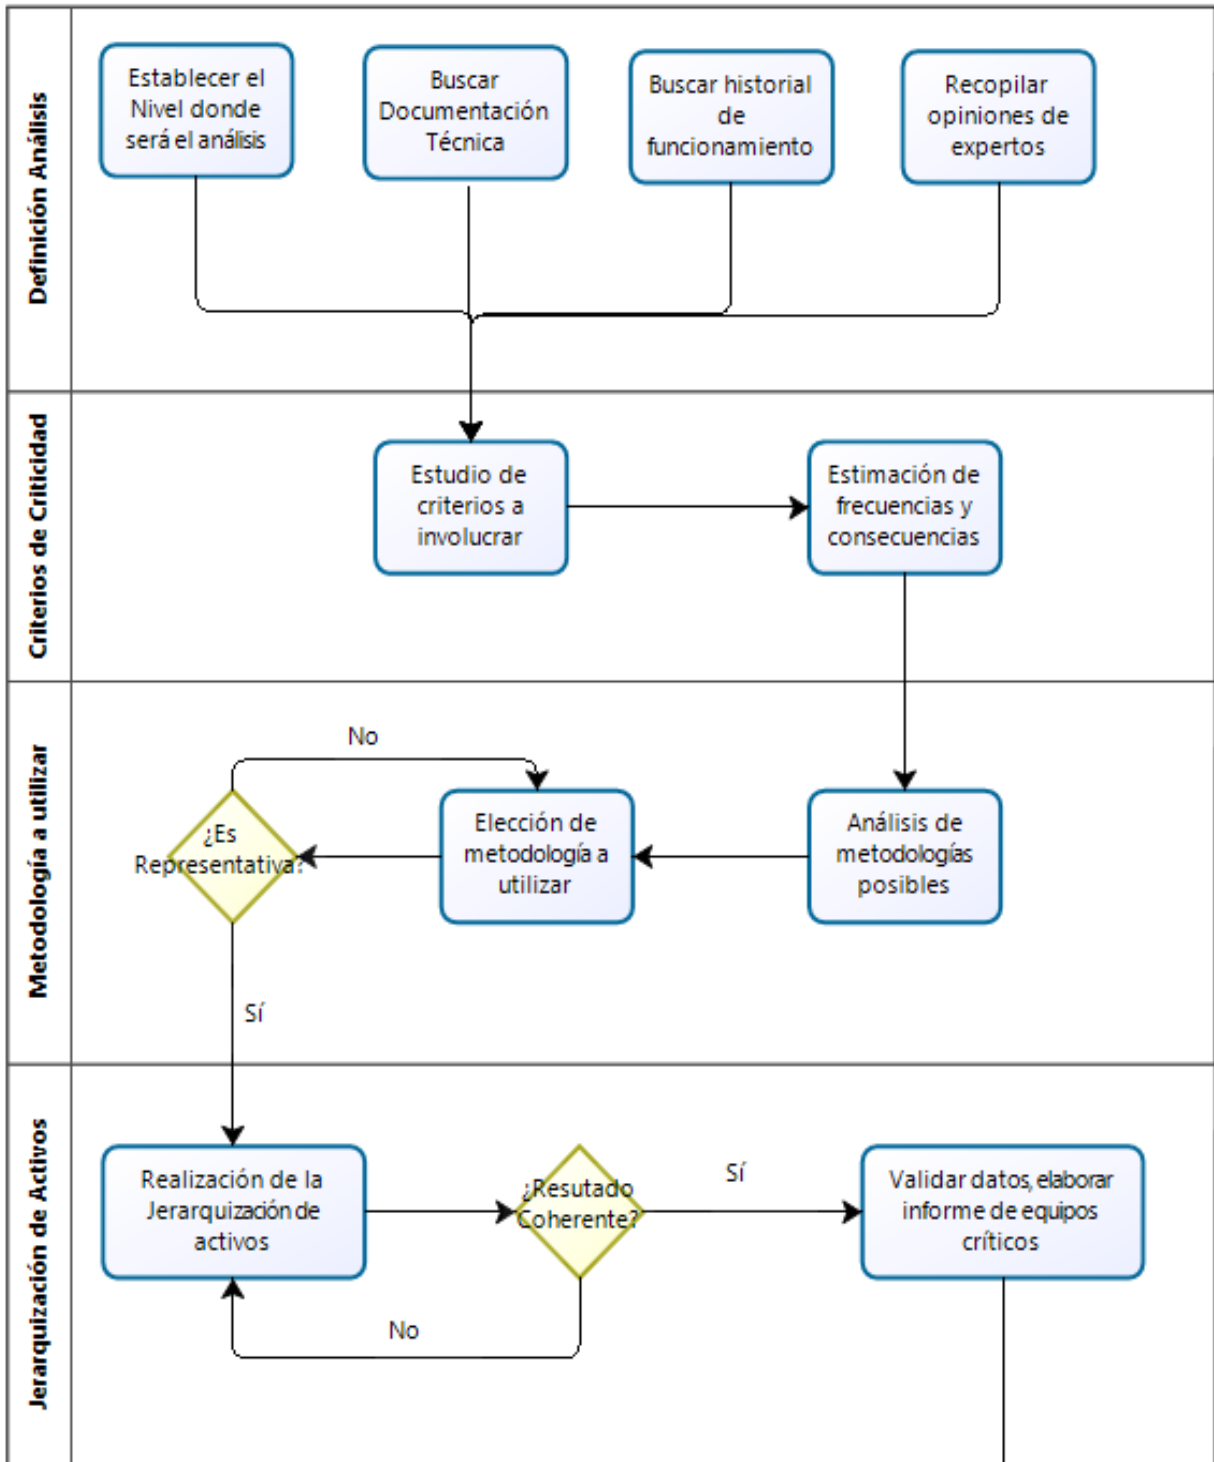 Definición Análisis
Establecer el
Nivel donde
será el análisis
Buscar
Documentación
Técnica
Buscar historial
de
funcionamiento
Recopilar
opiniones de
expertos
Criterios de Criticidad
Estudio de
criterios a
involucrar
Estimación de
frecuencias y
consecuencias
Metodología a utilizar
No
¿Es
Representativa?
Elección de
metodología a
utilizar
Análisis de
metodologías
posibles
Sí
Jerarquización de Activos
Realización de la
Jerarquización de
activos
¿Resutado
Coherente?
Sí
Validar datos, elaborar
informe de equipos
críticos
No